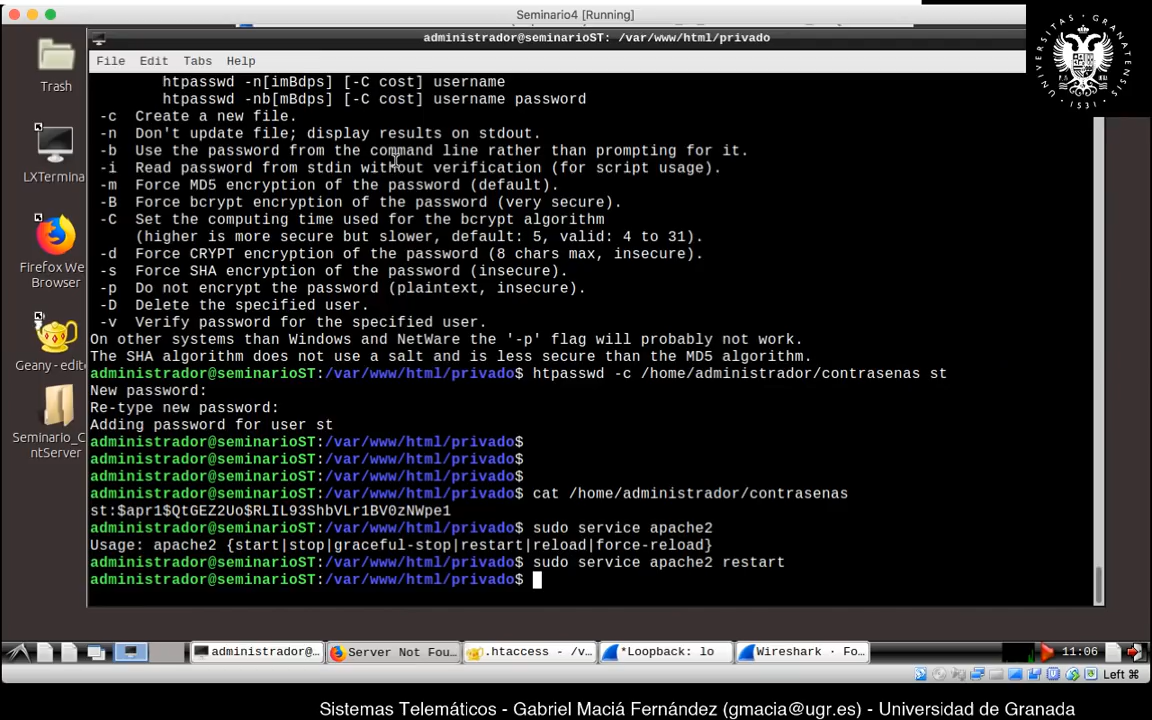 Seminario4 [Running]
administrador@seminarioST: /var/www/html/privado
File Edit Tabs Help
htpasswd -n[imBdps] [-C cost] username
htpasswd -nb[mBdps] [-C cost] username password
-c Create a new file.
-n Don't update file; display results on stdout.
-b Use the password from the command line rather than prompting for it.
-i Read password from stdin without verification (for script usage).
-m Force MD5 encryption of the password (default).
-B Force bcrypt encryption of the password (very secure).
-C Set the computing time used for the bcrypt algorithm
(higher is more secure but slower, default: 5, valid: 4 to 31).
-d Force CRYPT encryption of the password (8 chars max, insecure).
-s Force SHA encryption of the password (insecure).
-p Do not encrypt the password (plaintext, insecure).
-D Delete the specified user.
-v Verify password for the specified user.
On other systems than Windows and NetWare the '-p' flag will probably not work.
The SHA algorithm does not use a salt and is less secure than the MD5 algorithm.
administrador@seminarioST:/var/www/html/privado$ htpasswd -c /home/administrador/contrasenas st
New password:
Re-type new password:
Adding password for user st
administrador@seminarioST:/var/www/html/privado$
administrador@seminarioST:/var/www/html/privado$
administrador@seminarioST:/var/www/html/privado$
administrador@seminarioST:/var/www/html/privado$ cat /home/administrador/contrasenas
st:$apr1$QtGEZ2Uo$RLIL93ShbVLr1BV0zNWpe1
administrador@seminarioST:/var/www/html/privado$ sudo service apache2
Usage: apache2 {start|stop|graceful-stop|restart|reload|force-reload}
administrador@seminarioST:/var/www/html/privado$ sudo service apache2 restart
administrador@seminarioST:/var/www/html/privado$
Trash
LXTermina
Firefox We
Browser
Geany - edit
Seminario_C
ntServer
administrador@...
Server Not Fou...
.htaccess - /v...
*Loopback: lo
Wireshark · Fo...
11:06
Left ⌘
Sistemas Telemáticos - Gabriel Maciá Fernández (gmacia@ugr.es) - Universidad de Granada
1531